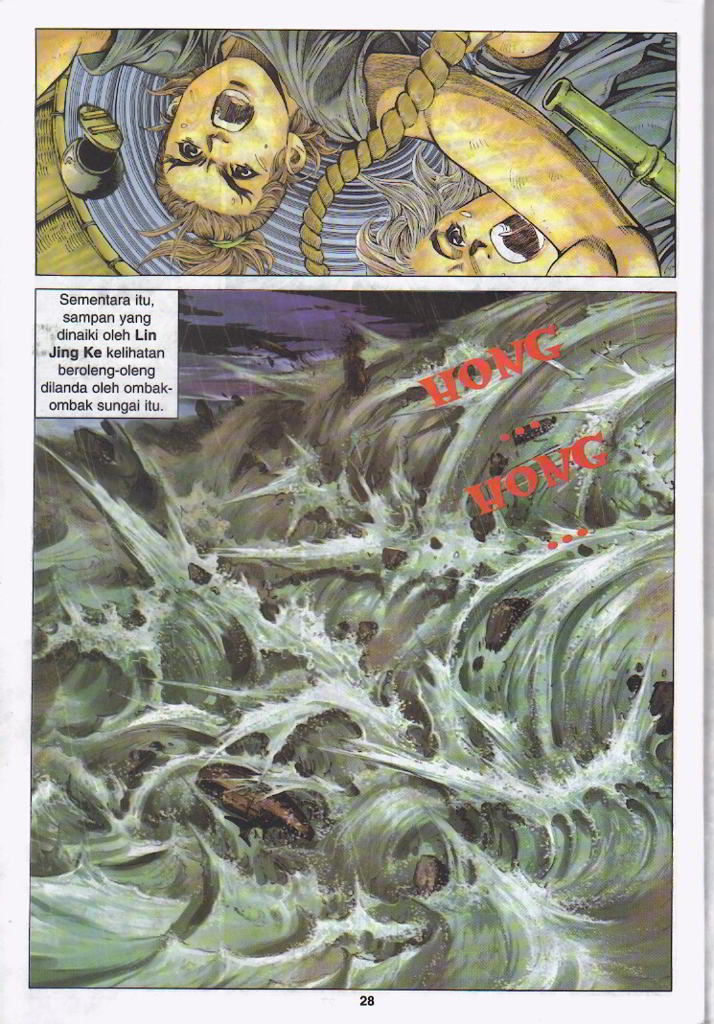 Sementara itu,
sampan yang
dinaiki oleh Lin
Jing Ke kelihatan
beroleng-oleng
dilanda oleh ombak-
ombak sungai itu.
HONG
...
HONG
...
28